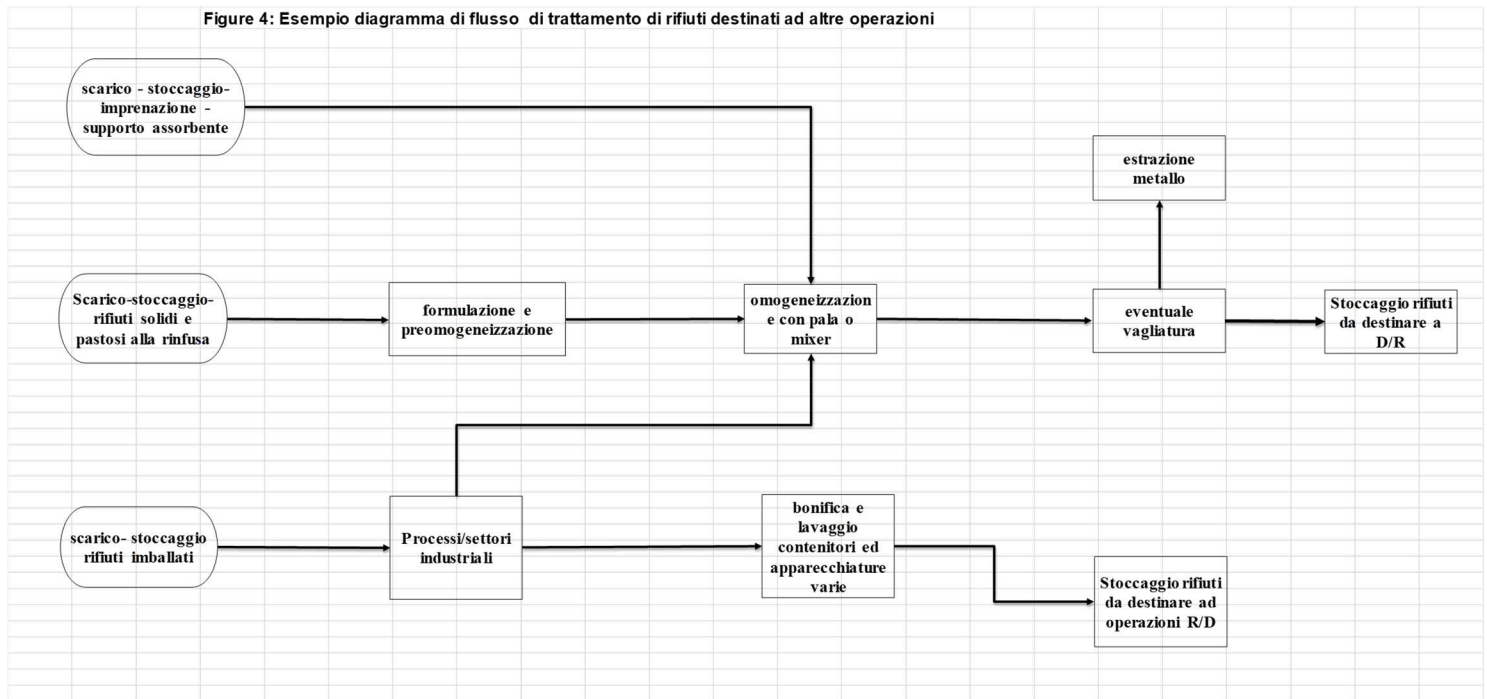 Figure 4: Esempio diagramma di flusso di trattamento di rifiuti destinati ad altre operazioni
scarico - stoccaggio-
imprenazione -
supporto assorbente
estrazione
metallo
Scarico-stoccaggio-
rifiuti solidi e
pastosi alla rinfusa
formulazione e
preomogeneizzazione
omogeneizzazion
e con pala o
mixer
eventuale
vagliatura
Stoccaggio rifiuti
da destinare a
D/R
scarico- stoccaggio
rifiuti imballati
Processi/settori
industriali
bonifica e
lavaggio
contenitori ed
apparecchiature
varie
Stoccaggio rifiuti
da destinare ad
operazioni R/D